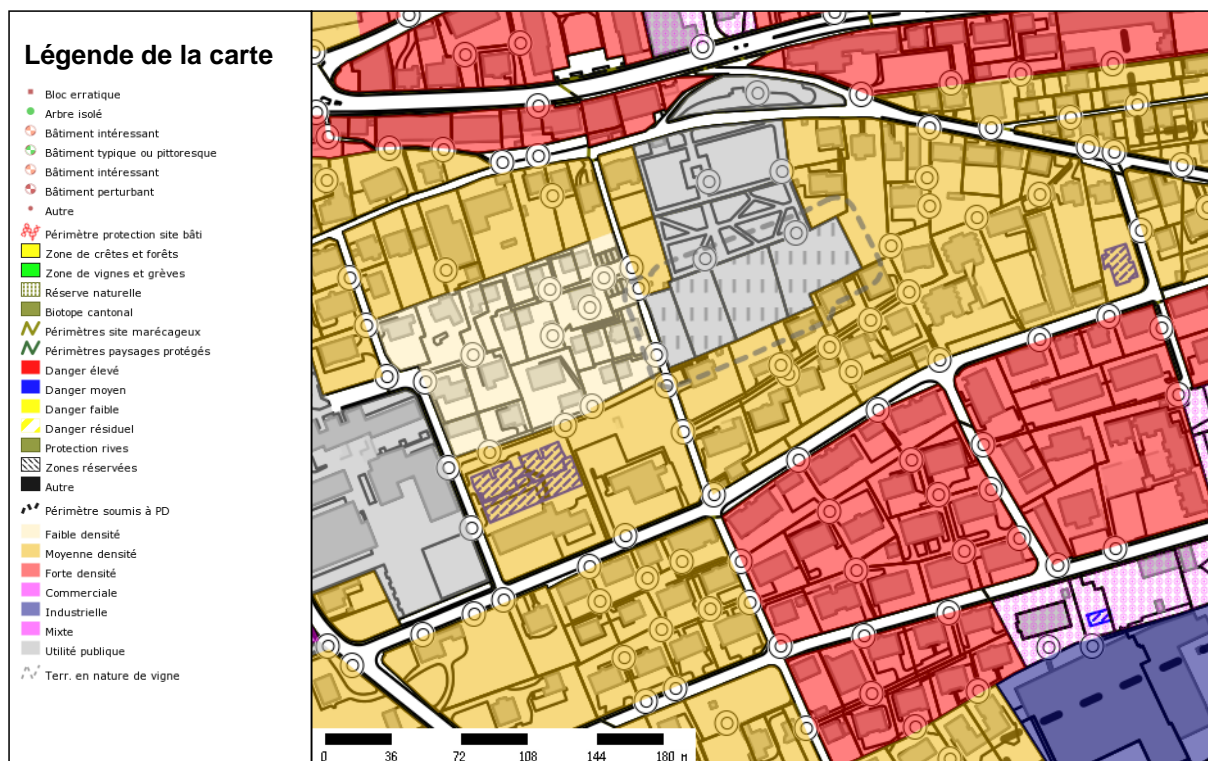 Légende de la carte
Bloc erratique
Arbre isolé
Bâtiment intéressant
Bâtiment typique ou pittoresque
Bâtiment intéressant
Bâtiment perturbant
Autre
Périmètre protection site bâti
Zone de crêtes et forêts
Zone de vignes et grèves
Réserve naturelle
Biotope cantonal
Périmètres site marécageux
Périmètres paysages protégés
Danger élevé
Danger moyen
Danger faible
Danger résiduel
Protection rives
Zones réservées
Autre
Périmètre soumis à PD
Faible densité
Moyenne densité
Forte densité
Commerciale
Industrielle
Mixte
Utilité publique
Terr. en nature de vigne
0 36 72 108 144 180 M